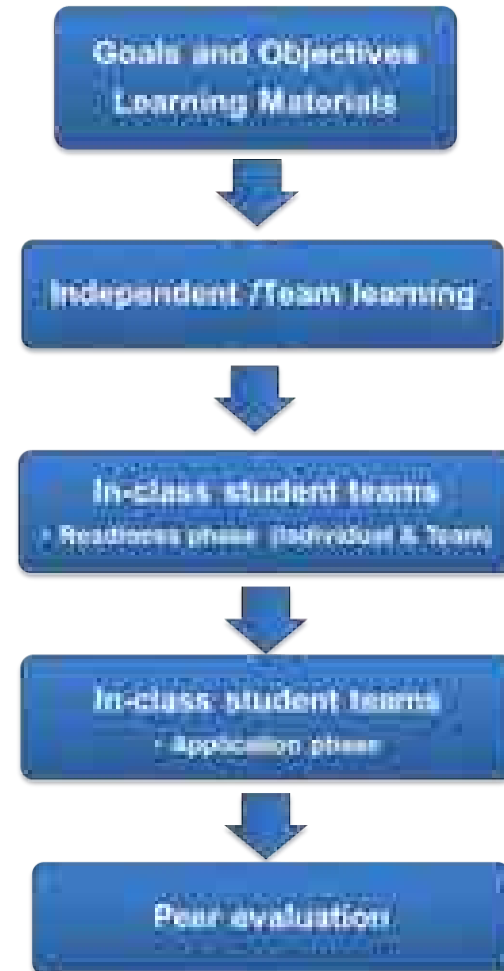 Goals and Objectives
Learning Materials
Independent /Team learning
In-class student teams
• Readiness phase (Individual & Team)
In-class student teams
• Application phase
Peer evaluation